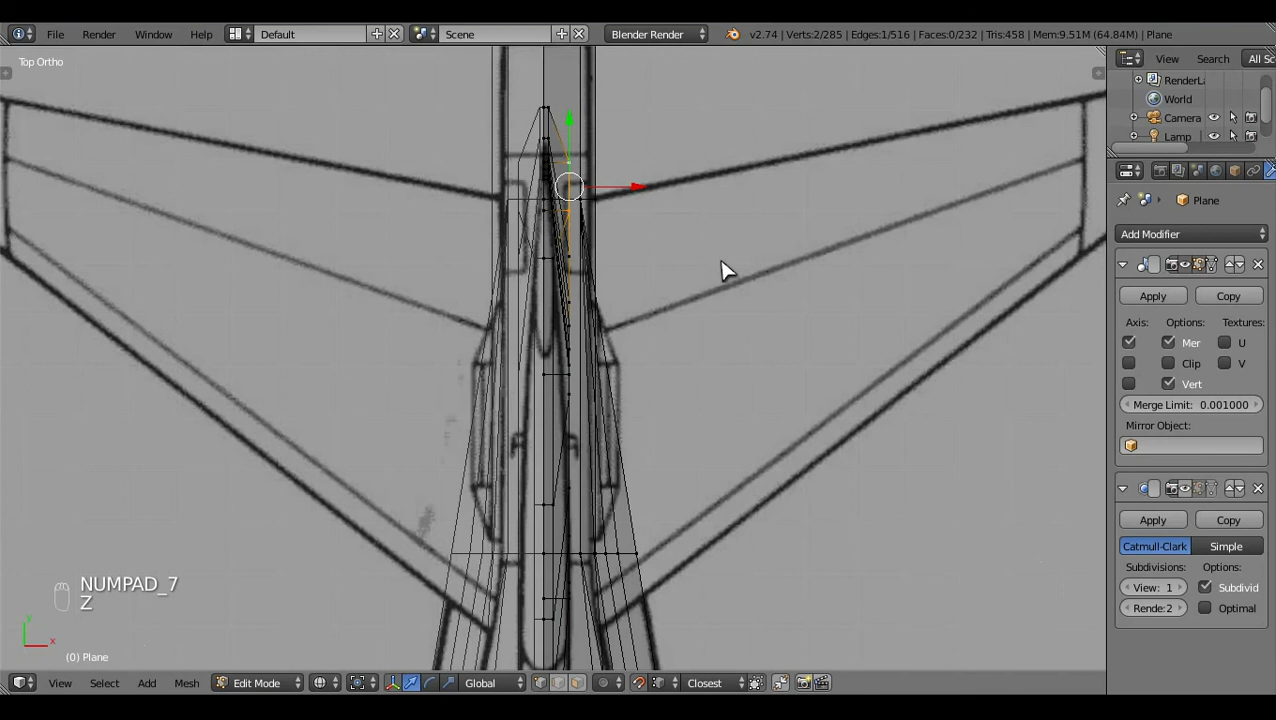 File Render Window Help Default Scene Blender Render v2.74 | Verts:2/285 | Edges:1/516 | Faces:0/232 | Tris:458 | Mem:9.51M (64.84M) | Plane
Top Ortho
View Search All Sc
RenderLa
World
Camera
Lamp
Plane
Add Modifier
Apply Copy
Axis: Options: Textures:
Mer U
Clip V
Vert
Merge Limit: 0.001000
Mirror Object:
Apply Copy
Catmull-Clark Simple
Subdivisions: Options:
View: 1 Subdivid
Rende:2 Optimal
NUMPAD_7
Z
y
x
(0) Plane
View Select Add Mesh Edit Mode Global Closest